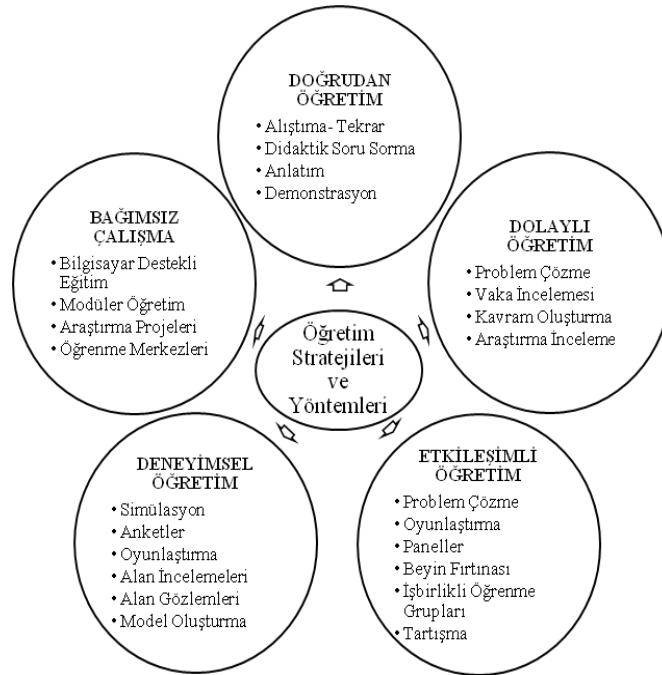 DOĞRUDAN
ÖĞRETİM
• Alıştıma- Tekrar
• Didaktik Soru Sorma
• Anlatım
• Demonstrasyon
BAĞIMSIZ
ÇALIŞMA
• Bilgisayar Destekli
Eğitim
• Modüler Öğretim
• Araştırma Projeleri
• Öğrenme Merkezleri
DOLAYLI
ÖĞRETİM
• Problem Çözme
• Vaka İncelemesi
• Kavram Oluşturma
• Araştırma İnceleme
Öğretim
Stratejileri
ve
Yöntemleri
DENEYİMSEL
ÖĞRETİM
• Simülasyon
• Anketler
• Oyunlaştırma
• Alan İncelemeleri
• Alan Gözlemleri
• Model Oluşturma
ETKİLEŞİMLİ
ÖĞRETİM
• Problem Çözme
• Oyunlaştırma
• Paneller
• Beyin Fırtınası
• İşbirlikli Öğrenme
Grupları
• Tartışma